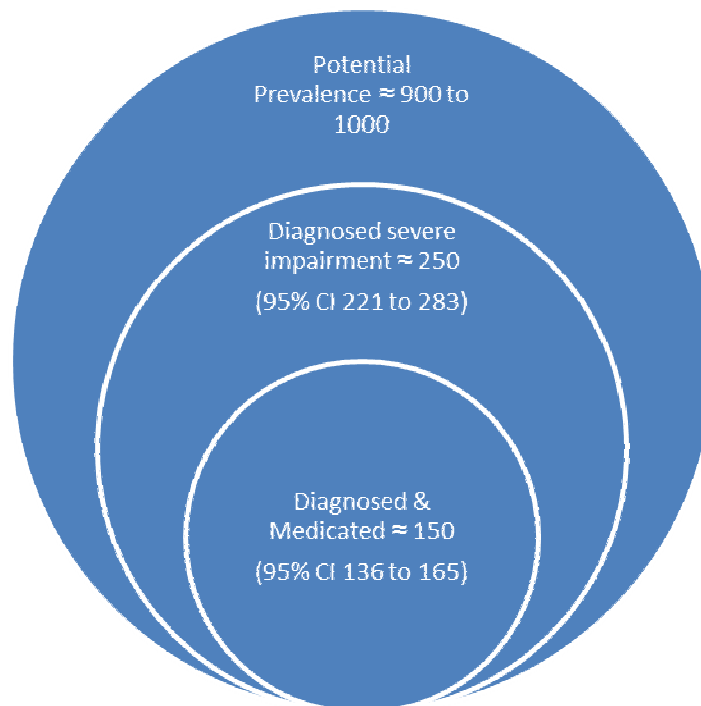 Potential
Prevalence ≈ 900 to
1000
Diagnosed severe
impairment ≈ 250
(95% CI 221 to 283)
Diagnosed &
Medicated ≈ 150
(95% CI 136 to 165)